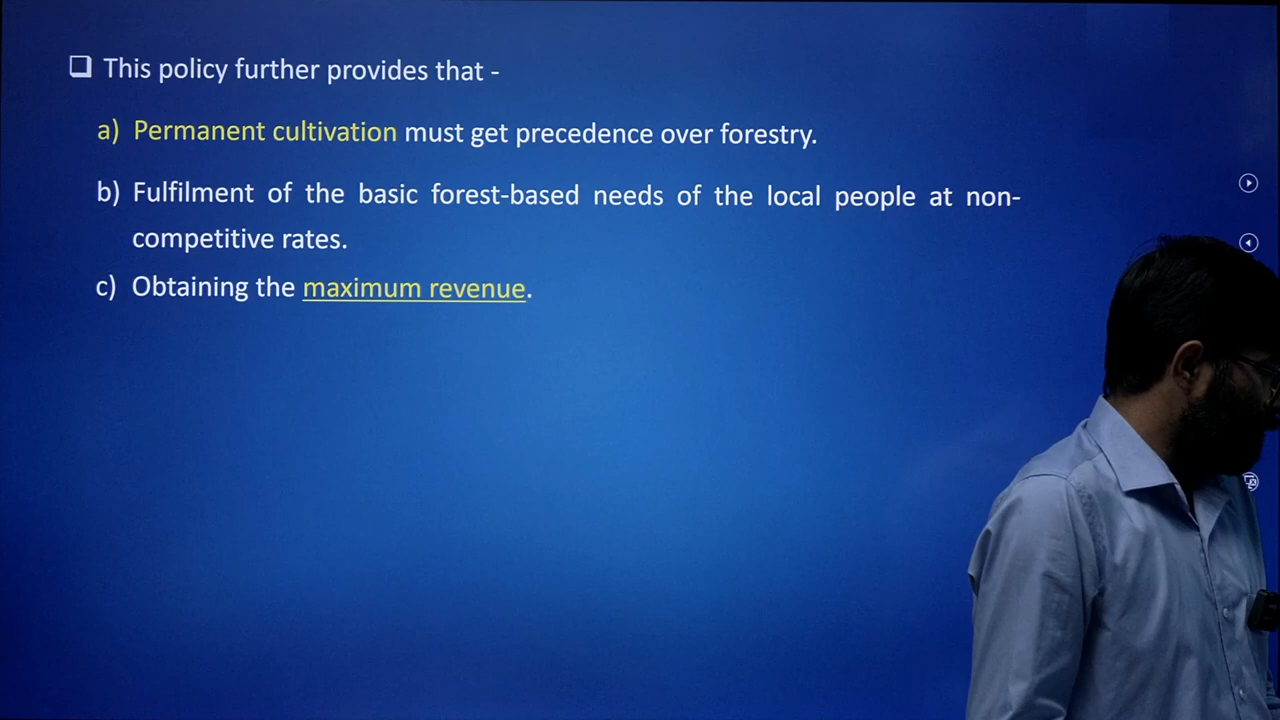 ❑ This policy further provides that -
a) Permanent cultivation must get precedence over forestry.
b) Fulfilment of the basic forest-based needs of the local people at non-
competitive rates.
c) Obtaining the maximum revenue.